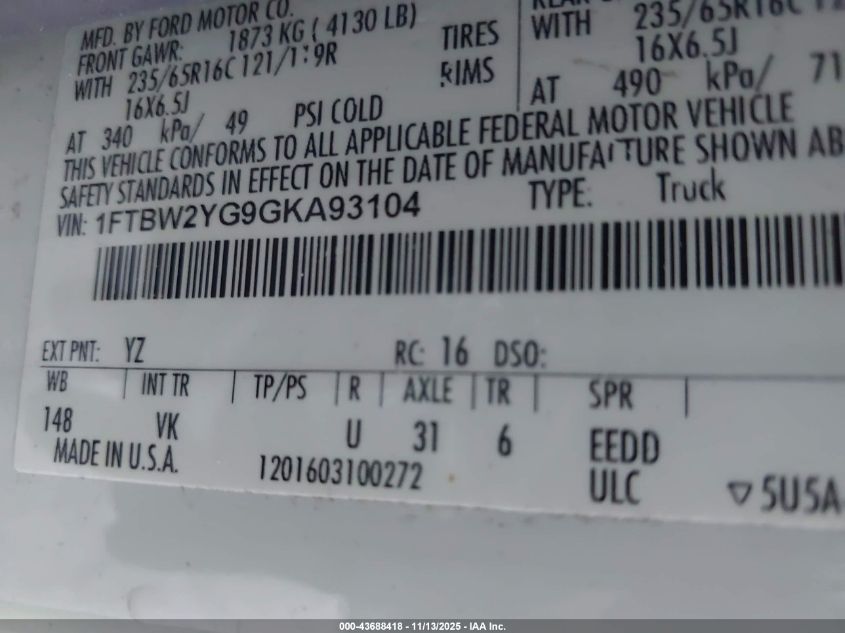 MFD. BY FORD MOTOR CO.
FRONT GAWR: 1873 KG ( 4130 LB)
WITH 235/65R16C 121/119R TIRES
16X6.5J RIMS
AT 340 kPa/ 49 PSI COLD
WITH 235/65R16C
16X6.5J
AT 490 kPa/ 71
THIS VEHICLE CONFORMS TO ALL APPLICABLE FEDERAL MOTOR VEHICLE
SAFETY STANDARDS IN EFFECT ON THE DATE OF MANUFACTURE SHOWN AB
VIN: 1FTBW2YG9GKA93104 TYPE: Truck
EXT PNT: YZ RC: 16 DSO:
WB | INT TR | TP/PS | R | AXLE | TR | SPR |
148 VK U 31 6 EEDD
MADE IN U.S.A. 1201603100272 ULC ▽5U5A
000-43688418 - 11/13/2025 - IAA Inc.